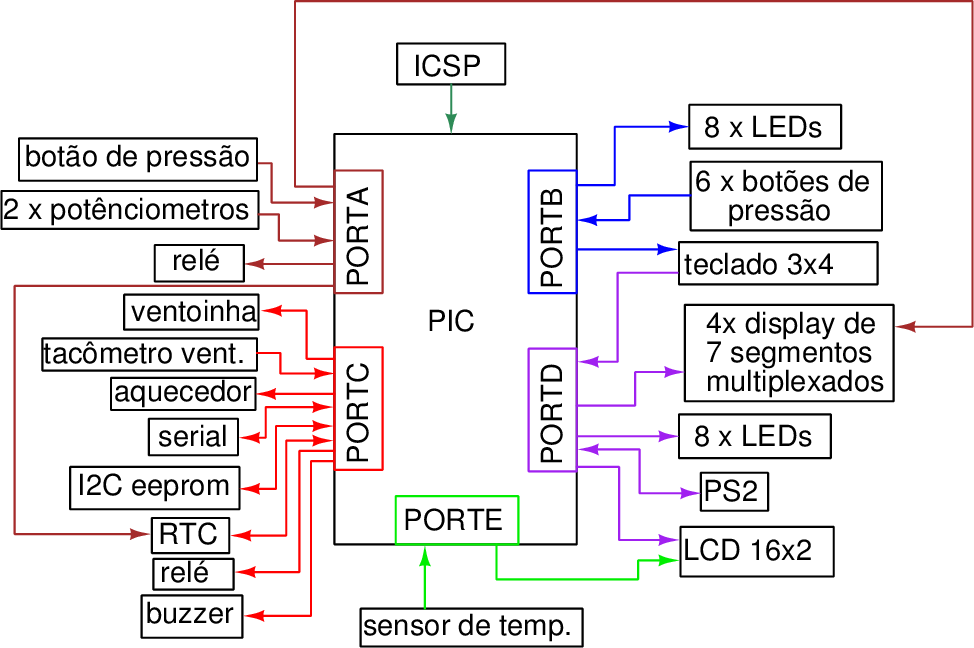 ICSP
botão de pressão
2 x potênciometros
relé
ventoinha
tacômetro vent.
aquecedor
serial
I2C eeprom
RTC
relé
buzzer
PORTA
PORTC
PIC
PORTB
PORTD
PORTE
sensor de temp.
8 x LEDs
6 x botões de
pressão
teclado 3x4
4x display de
7 segmentos
multiplexados
8 x LEDs
PS2
LCD 16x2